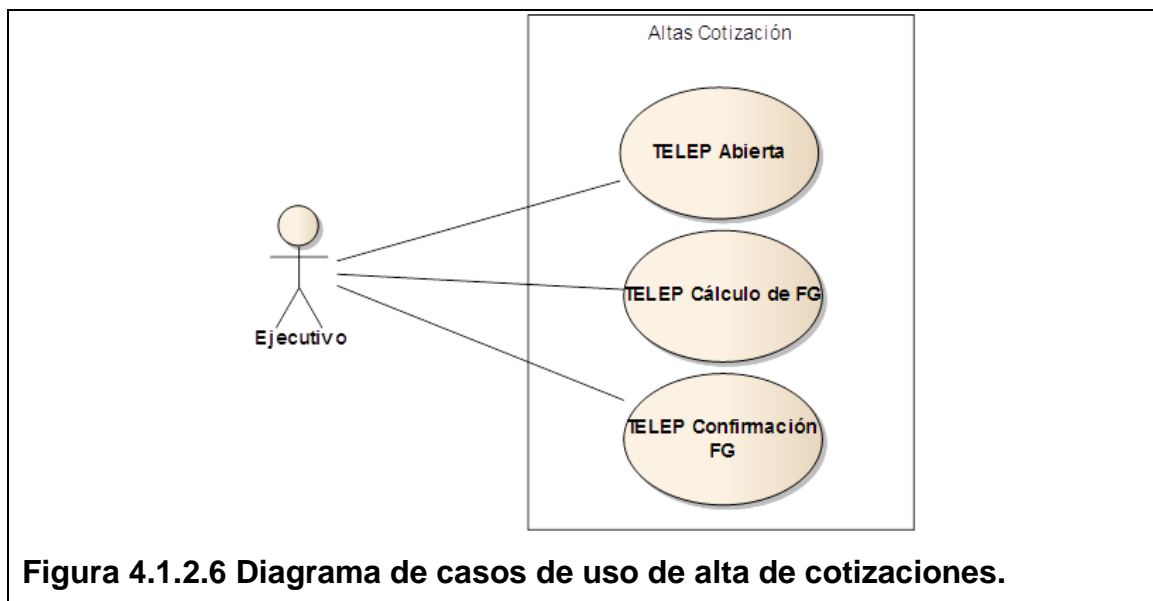 Altas Cotización
TELEP Abierta
TELEP Cálculo de FG
Ejecutivo
TELEP Confirmación
FG
Figura 4.1.2.6 Diagrama de casos de uso de alta de cotizaciones.